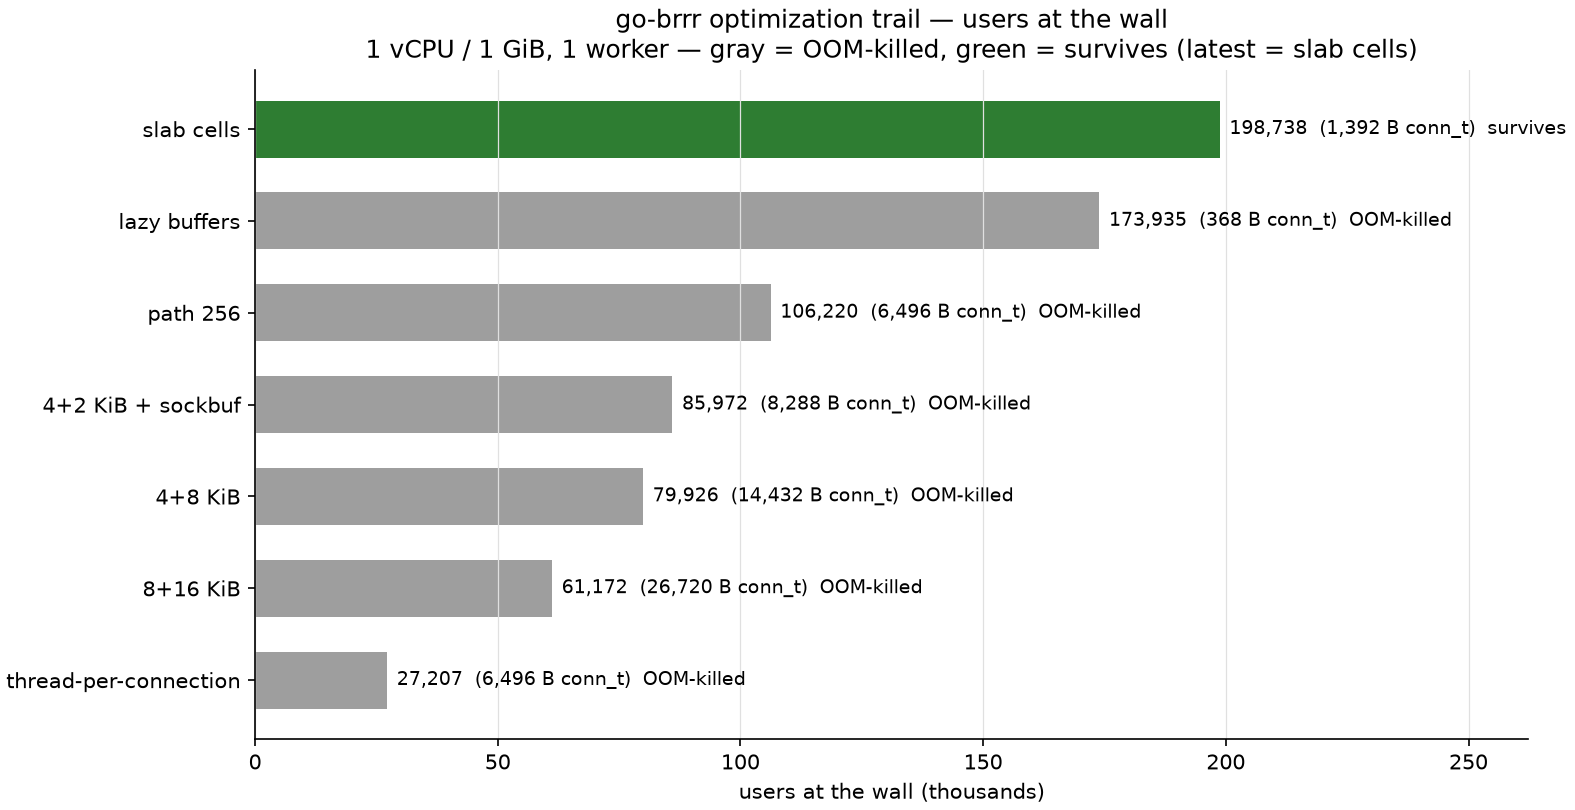 go-brrr optimization trail — users at the wall
1 vCPU / 1 GiB, 1 worker — gray = OOM-killed, green = survives (latest = slab cells)
slab cells
198,738  (1,392 B conn_t)  survives
lazy buffers
173,935  (368 B conn_t)  OOM-killed
path 256
106,220  (6,496 B conn_t)  OOM-killed
4+2 KiB + sockbuf
85,972  (8,288 B conn_t)  OOM-killed
4+8 KiB
79,926  (14,432 B conn_t)  OOM-killed
8+16 KiB
61,172  (26,720 B conn_t)  OOM-killed
thread-per-connection
27,207  (6,496 B conn_t)  OOM-killed
0 50 100 150 200 250
users at the wall (thousands)